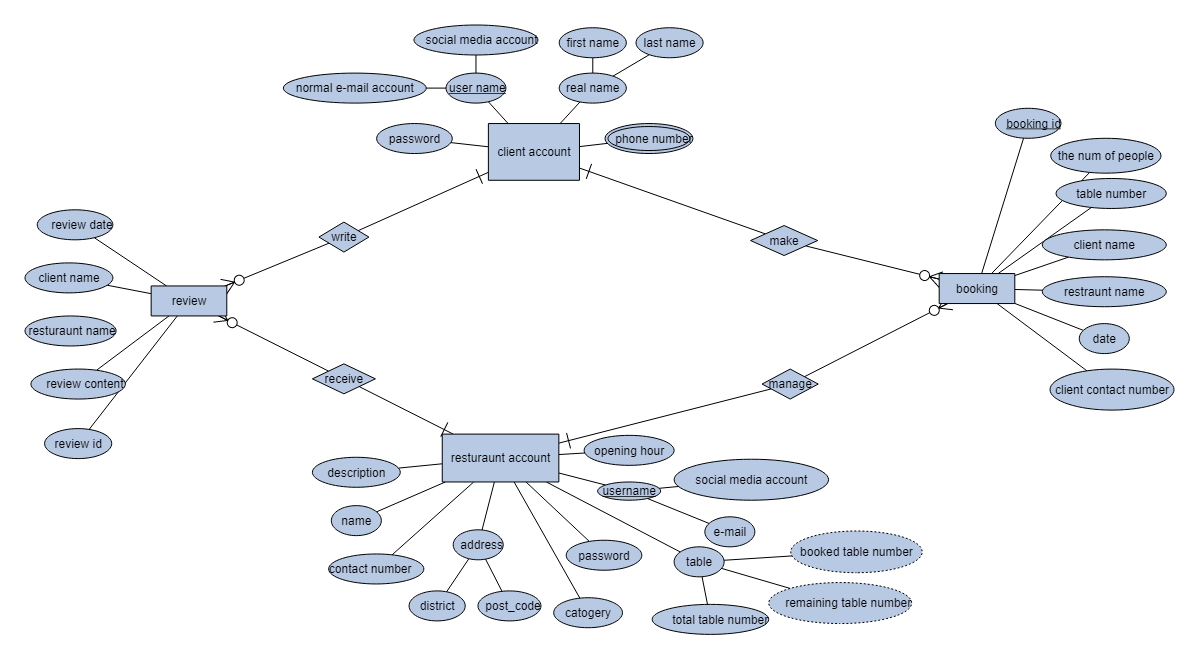 social media account
first name
last name
normal e-mail account
user name
real name
password
client account
phone number
booking id
the num of people
table number
client name
restraunt name
date
client contact number
booking
make
write
review date
client name
resturaunt name
review content
review id
review
receive
manage
resturaunt account
opening hour
description
username
social media account
name
e-mail
address
password
table
booked table number
contact number
district
post_code
catogery
total table number
remaining table number